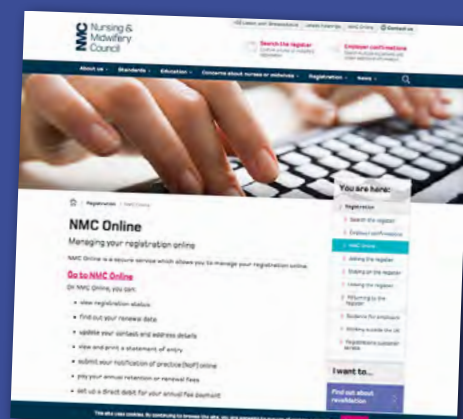 NMC Nursing & Midwifery Council
NMC Online
Contact us
Search the register
Employer confirmations
About us
Standards
Education
Concerns about nurses or midwives
Registration
News
You are here:
Registration
Search the register
Employer confirmations
NMC Online
Joining the register
Staying on the register
Leaving the register
Returning to the register
Guidance for employers
Working outside the UK
NMC Online
Managing your registration online
NMC Online is a secure service which allows you to manage your registration online.
Go to NMC Online
On NMC Online, you can:
• view registration status
• find out your renewal date
• update your contact and address details
• view and print a statement of entry
• submit your notification of practice (NoP) online
• pay your annual retention or renewal fees
• set up a direct debit for your annual fee payment
I want to...
Find out about revalidation